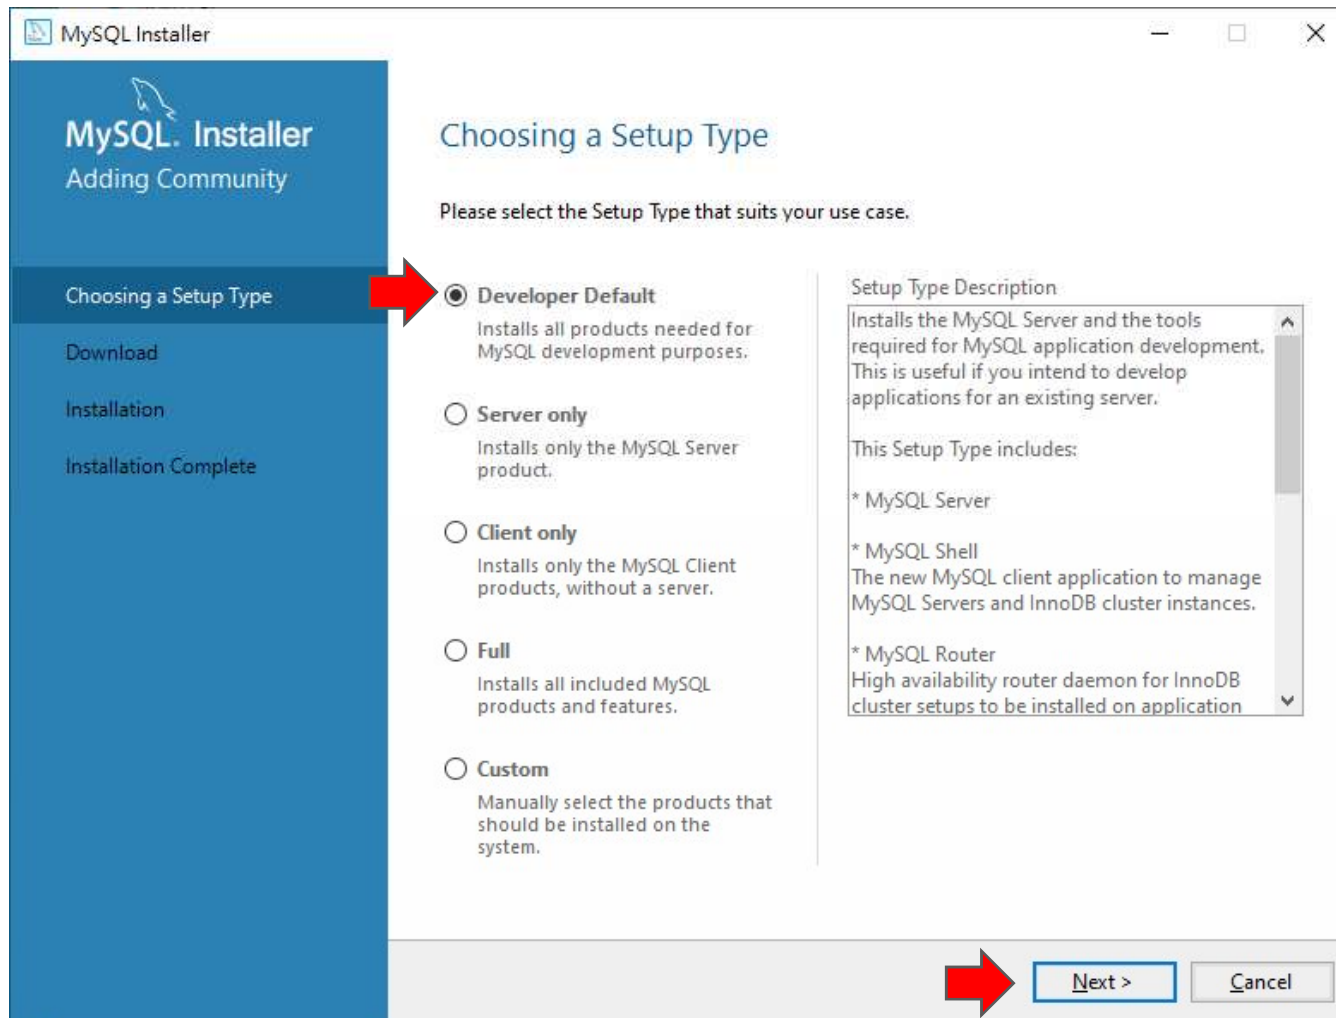 MySQL Installer
MySQL. Installer
Adding Community
Choosing a Setup Type
Download
Installation
Installation Complete
Choosing a Setup Type
Please select the Setup Type that suits your use case.
Developer Default
Installs all products needed for
MySQL development purposes.
Server only
Installs only the MySQL Server
product.
Client only
Installs only the MySQL Client
products, without a server.
Full
Installs all included MySQL
products and features.
Custom
Manually select the products that
should be installed on the
system.
Setup Type Description
Installs the MySQL Server and the tools
required for MySQL application development.
This is useful if you intend to develop
applications for an existing server.
This Setup Type includes:
* MySQL Server
* MySQL Shell
The new MySQL client application to manage
MySQL Servers and InnoDB cluster instances.
* MySQL Router
High availability router daemon for InnoDB
cluster setups to be installed on application
Next >
Cancel